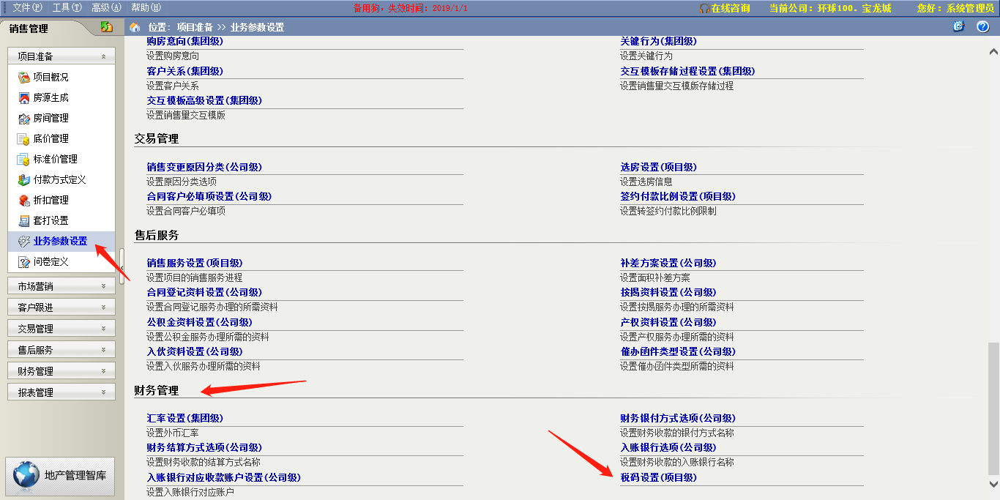 文件(F) 工具(T) 高级(A) 帮助(H) 备用狗，失效时间：2019/1/1 在线咨询 当前公司：环球100．宝龙城 您好：系统管理员
销售管理
位置： 项目准备 >> 业务参数设置
项目准备
项目概况
房源生成
房间管理
底价管理
标准价管理
付款方式定义
折扣管理
套打设置
业务参数设置
问卷定义
市场营销
客户跟进
交易管理
售后服务
财务管理
报表管理
地产管理智库
购房意向(集团级) 关键行为(集团级)
设置购房意向 设置关键行为
客户关系(集团级) 交互模板存储过程设置(集团级)
设置客户关系 设置销售量交互模版存储过程
交互模板高级设置(集团级)
设置销售量交互模版
交易管理
销售变更原因分类(公司级) 选房设置(项目级)
设置原因分类选项 设置选房信息
合同客户必填项设置(公司级) 签约付款比例设置(项目级)
设置合同客户必填项 设置转签约付款比例限制
售后服务
销售服务设置(项目级) 补差方案设置(公司级)
设置项目的销售服务进程 设置面积补差方案
合同登记资料设置(公司级) 按揭资料设置(公司级)
设置合同登记服务办理的所需资料 设置按揭服务办理的所需资料
公积金资料设置(公司级) 产权资料设置(公司级)
设置公积金服务办理所需的资料 设置产权服务办理所需的资料
入伙资料设置(公司级) 催办函件类型设置(公司级)
设置入伙服务办理所需的资料 设置催办函件类型所需的资料
财务管理
汇率设置(集团级) 财务银付方式选项(公司级)
设置外币汇率 设置财务收款的银付方式名称
财务结算方式选项(公司级) 入账银行选项(公司级)
设置财务收款的结算方式名称 设置财务收款的入账银行名称
入账银行对应收款账户设置(公司级) 税码设置(项目级)
设置入账银行对应账户